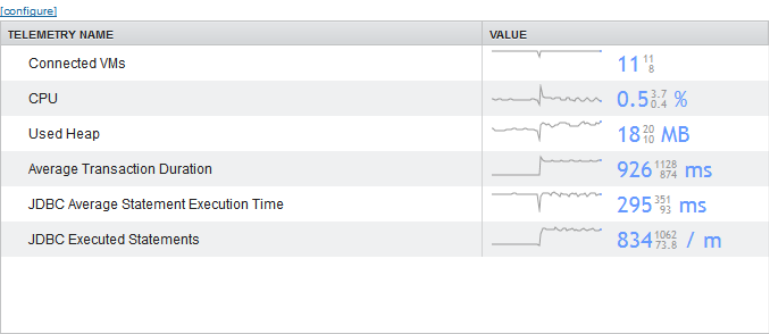 [configure]
TELEMETRY NAME VALUE
Connected VMs 11 11 8
CPU 0.5 3.7 0.4 %
Used Heap 18 20 10 MB
Average Transaction Duration 926 1128 874 ms
JDBC Average Statement Execution Time 295 351 93 ms
JDBC Executed Statements 834 1062 73.8 / m